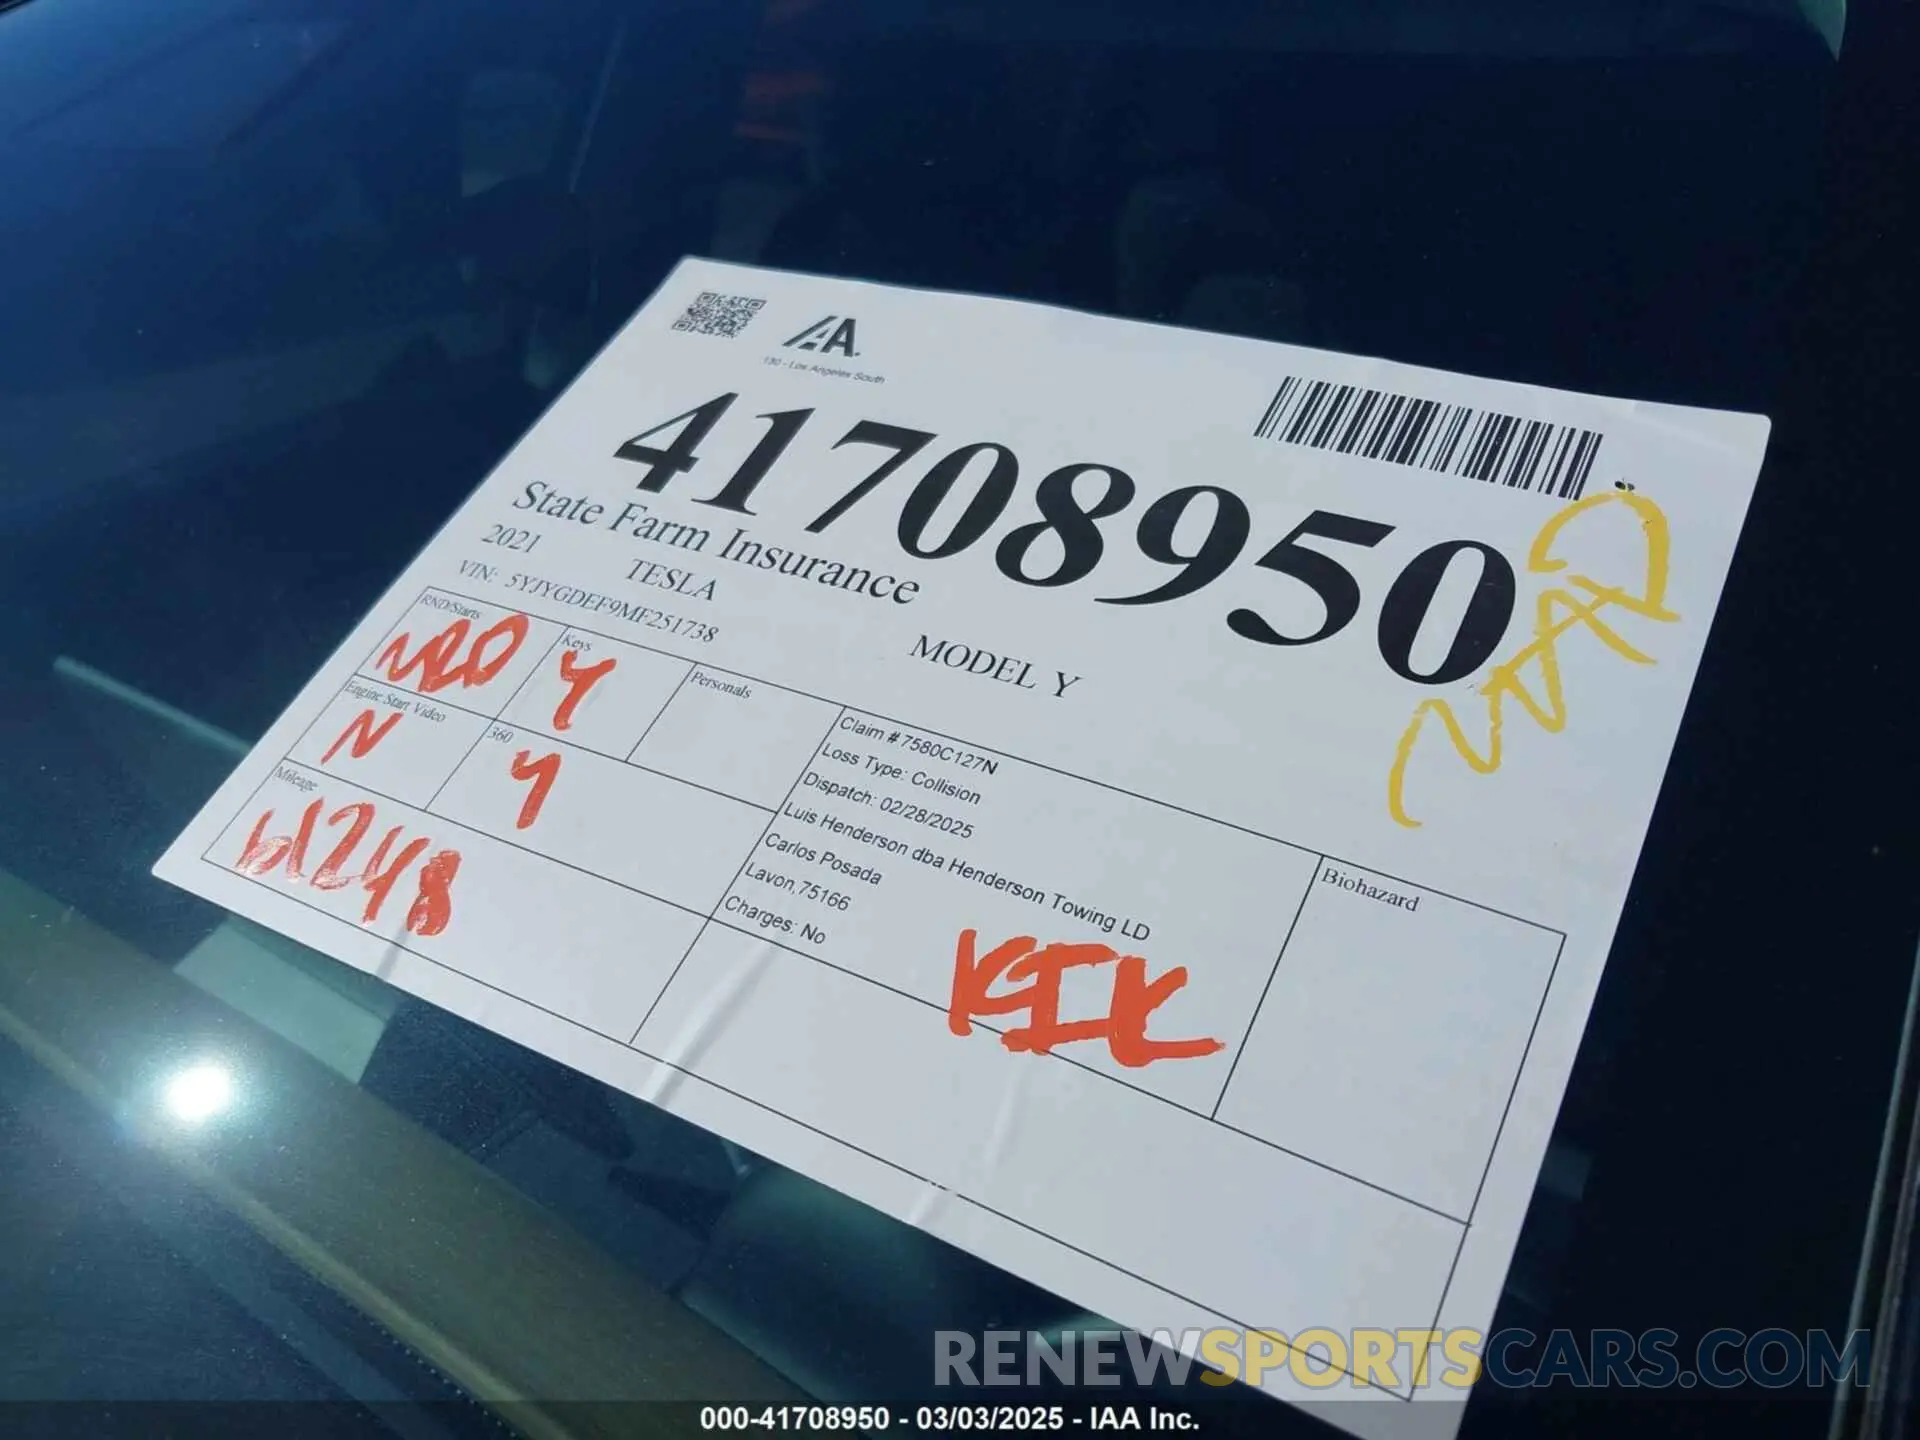 IAA
130 - Los Angeles South
41708950
State Farm Insurance
2021 TESLA MODEL Y
VIN: 5YJYGDEF9MF251738
RND/Starts
Keys
Y
Personals
Engine Start Video
N
360
Y
Mileage
61248
Claim # 7580C127N
Loss Type: Collision
Dispatch: 02/28/2025
Luis Henderson dba Henderson Towing LD
Carlos Posada
Lavon,75166
Charges: No
Biohazard
RENEWSPORTSCARS.COM
000-41708950 - 03/03/2025 - IAA Inc.